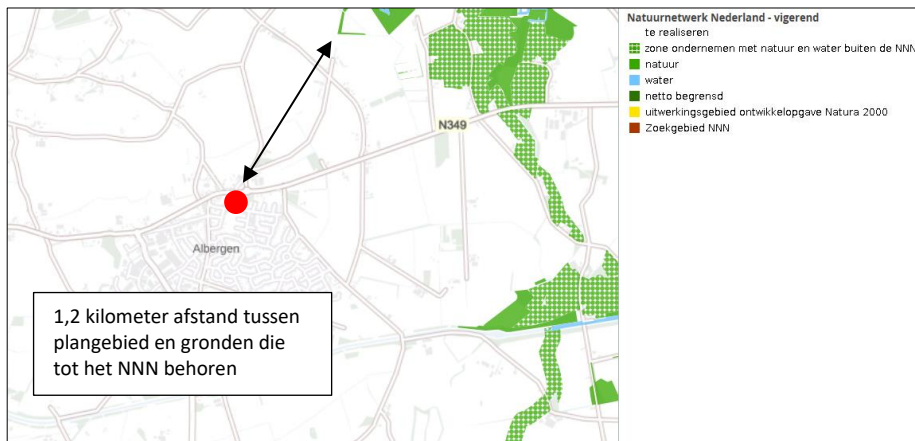 Natuurnetwerk Nederland - vigerend
te realiseren
zone ondernemen met natuur en water buiten de NNN
natuur
water
netto begrensd
uitwerkingsgebied ontwikkelopgave Natura 2000
Zoekgebied NNN
N349
Albergen
1,2 kilometer afstand tussen
plangebied en gronden die
tot het NNN behoren